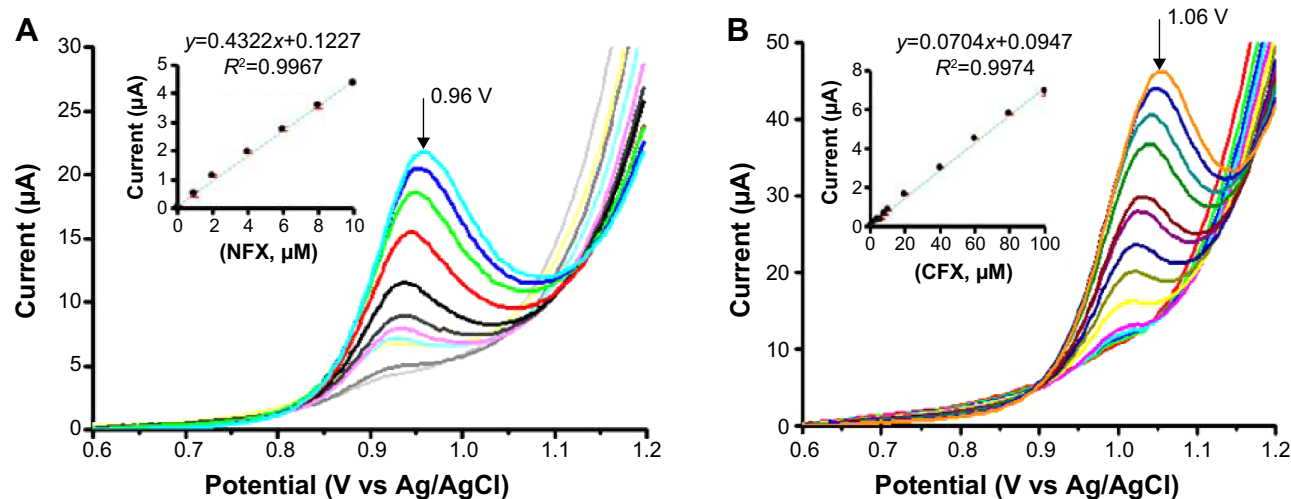 A
y=0.4322x+0.1227
R²=0.9967
Current (µA)
5
4
3
2
1
0
0 2 4 6 8 10
(NFX, µM)
0.96 V
Current (µA)
30
25
20
15
10
5
0
0.6 0.7 0.8 0.9 1.0 1.1 1.2
Potential (V vs Ag/AgCl)
B
y=0.0704x+0.0947
R²=0.9974
Current (µA)
8
6
4
2
0
0 20 40 60 80 100
(CFX, µM)
1.06 V
Current (µA)
50
40
30
20
10
0
0.6 0.7 0.8 0.9 1.0 1.1 1.2
Potential (V vs Ag/AgCl)